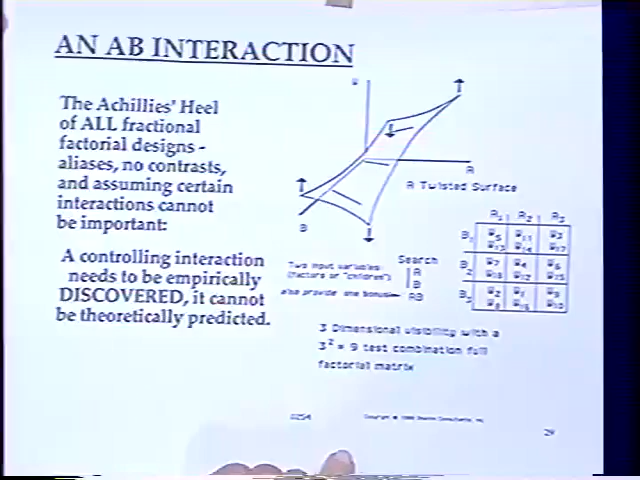 AN AB INTERACTION
The Achillies' Heel
of ALL fractional
factorial designs -
aliases, no contrasts,
and assuming certain
interactions cannot
be important:
A controlling interaction
needs to be empirically
DISCOVERED, it cannot
be theoretically predicted.
A
B
A Twisted Surface
A1 A2 A3
B1
B2
B3
Two input variables
(factors or "children")
also provide one bonus
Search
A
B
AB
3 Dimensional visibility with a
3² = 9 test combination full
factorial matrix
Copyright ©
29